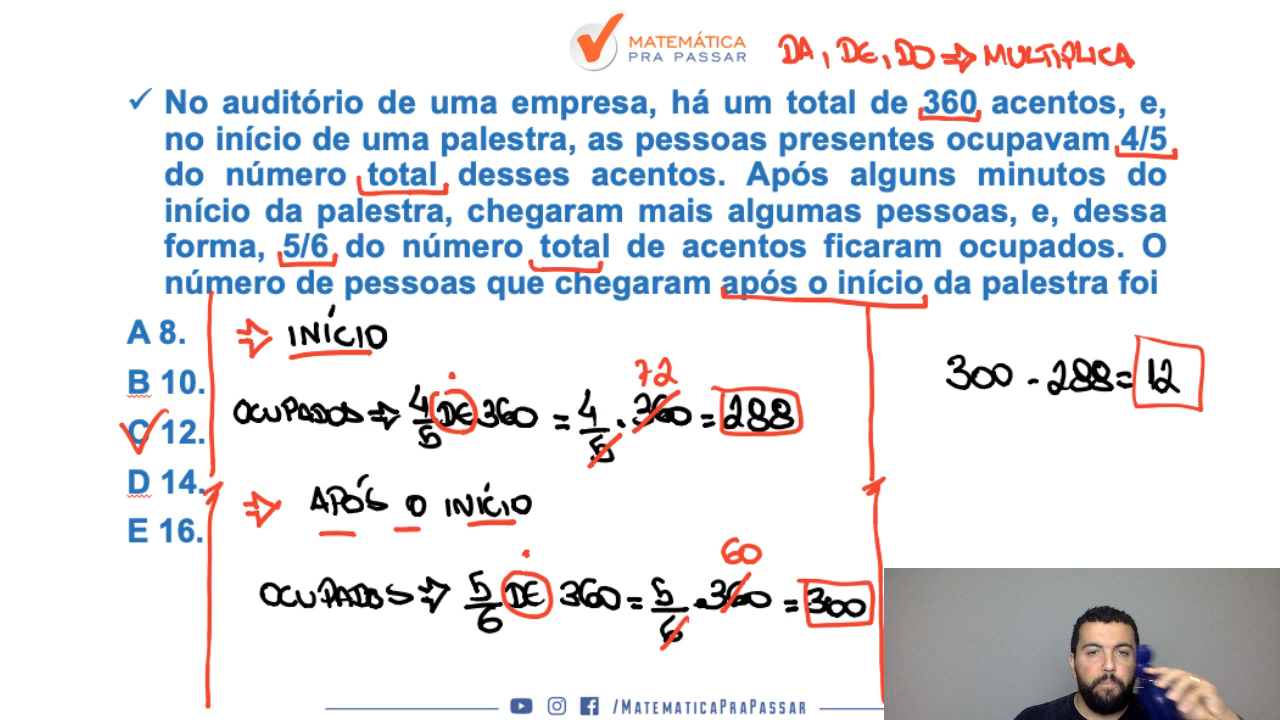 MATEMÁTICA
PRA PASSAR
DA, DE, DO ⇒ MULTIPLICA
✓ No auditório de uma empresa, há um total de 360 acentos, e,
no início de uma palestra, as pessoas presentes ocupavam 4/5
do número total desses acentos. Após alguns minutos do
início da palestra, chegaram mais algumas pessoas, e, dessa
forma, 5/6 do número total de acentos ficaram ocupados. O
número de pessoas que chegaram após o início da palestra foi
A 8.
B 10.
C 12.
D 14.
E 16.
⇒ INÍCIO
72
OCUPADOS ⇒ 4/5 DE 360 = 4/5 . 360 = 288
⇒ APÓS O INÍCIO
60
OCUPADOS ⇒ 5/6 DE 360 = 5/6 . 360 = 300
300 - 288 = 12
/MATEMATICAPRAPASSAR